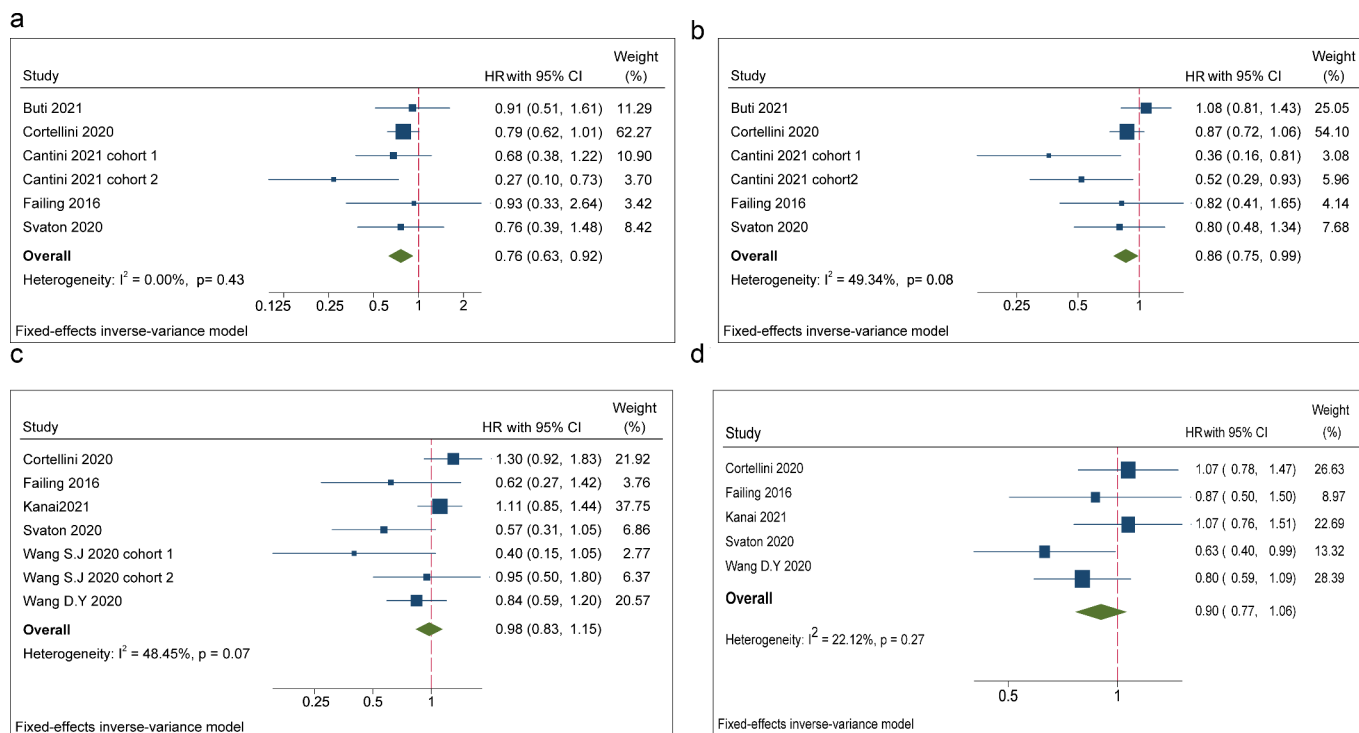 a
Weight
Study HR with 95% CI (%)
Buti 2021 0.91 (0.51, 1.61) 11.29
Cortellini 2020 0.79 (0.62, 1.01) 62.27
Cantini 2021 cohort 1 0.68 (0.38, 1.22) 10.90
Cantini 2021 cohort 2 0.27 (0.10, 0.73) 3.70
Failing 2016 0.93 (0.33, 2.64) 3.42
Svaton 2020 0.76 (0.39, 1.48) 8.42
Overall 0.76 (0.63, 0.92)
Heterogeneity: I² = 0.00%, p= 0.43
0.125 0.25 0.5 1 2
Fixed-effects inverse-variance model
b
Weight
Study HR with 95% CI (%)
Buti 2021 1.08 (0.81, 1.43) 25.05
Cortellini 2020 0.87 (0.72, 1.06) 54.10
Cantini 2021 cohort 1 0.36 (0.16, 0.81) 3.08
Cantini 2021 cohort2 0.52 (0.29, 0.93) 5.96
Failing 2016 0.82 (0.41, 1.65) 4.14
Svaton 2020 0.80 (0.48, 1.34) 7.68
Overall 0.86 (0.75, 0.99)
Heterogeneity: I² = 49.34%, p= 0.08
0.25 0.5 1
Fixed-effects inverse-variance model
c
Weight
Study HR with 95% CI (%)
Cortellini 2020 1.30 (0.92, 1.83) 21.92
Failing 2016 0.62 (0.27, 1.42) 3.76
Kanai2021 1.11 (0.85, 1.44) 37.75
Svaton 2020 0.57 (0.31, 1.05) 6.86
Wang S.J 2020 cohort 1 0.40 (0.15, 1.05) 2.77
Wang S.J 2020 cohort 2 0.95 (0.50, 1.80) 6.37
Wang D.Y 2020 0.84 (0.59, 1.20) 20.57
Overall 0.98 (0.83, 1.15)
Heterogeneity: I² = 48.45%, p = 0.07
0.25 0.5 1
Fixed-effects inverse-variance model
d
Weight
Study HR with 95% CI (%)
Cortellini 2020 1.07 ( 0.78, 1.47) 26.63
Failing 2016 0.87 ( 0.50, 1.50) 8.97
Kanai 2021 1.07 ( 0.76, 1.51) 22.69
Svaton 2020 0.63 ( 0.40, 0.99) 13.32
Wang D.Y 2020 0.80 ( 0.59, 1.09) 28.39
Overall 0.90 ( 0.77, 1.06)
Heterogeneity: I² = 22.12%, p = 0.27
0.5 1
Fixed-effects inverse-variance model